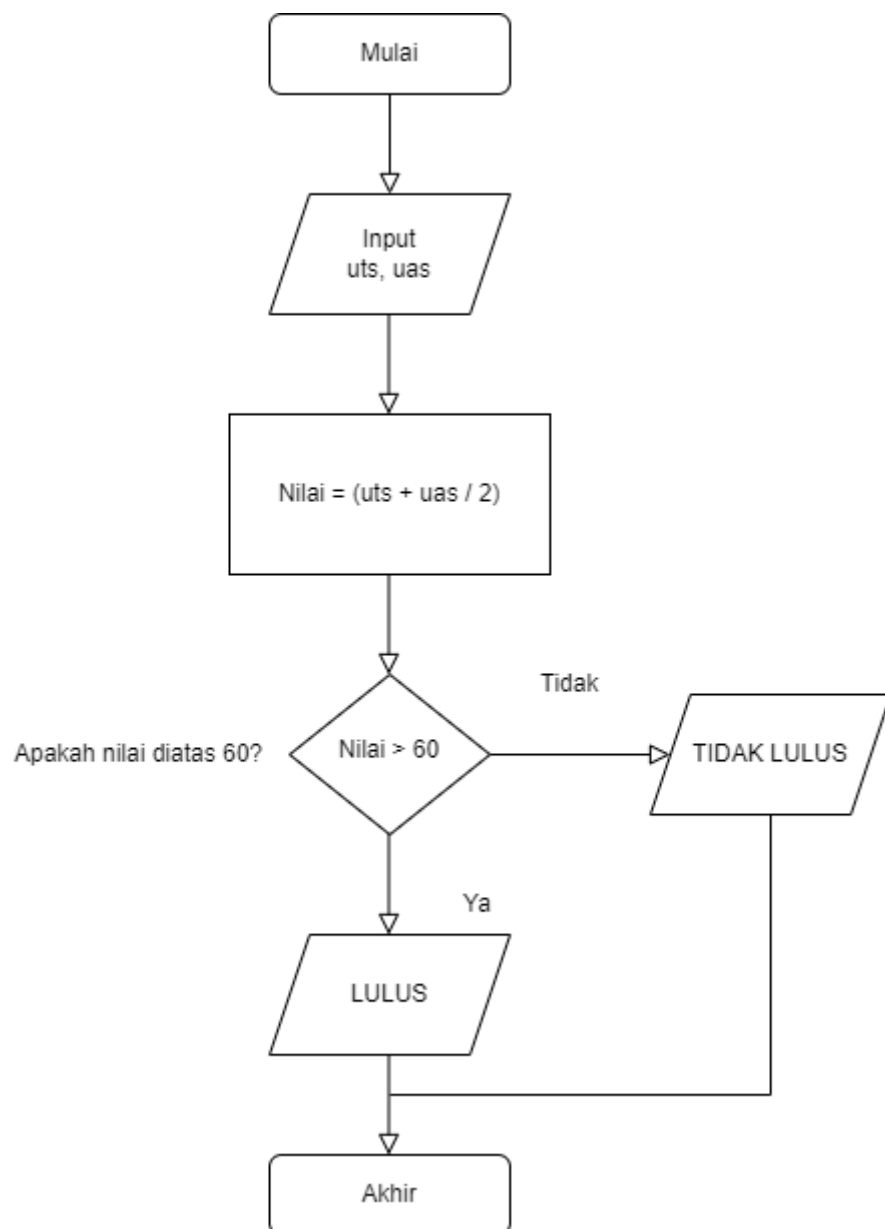 Mulai
Input
uts, uas
Nilai = (uts + uas / 2)
Tidak
Apakah nilai diatas 60?
Nilai > 60
TIDAK LULUS
Ya
LULUS
Akhir